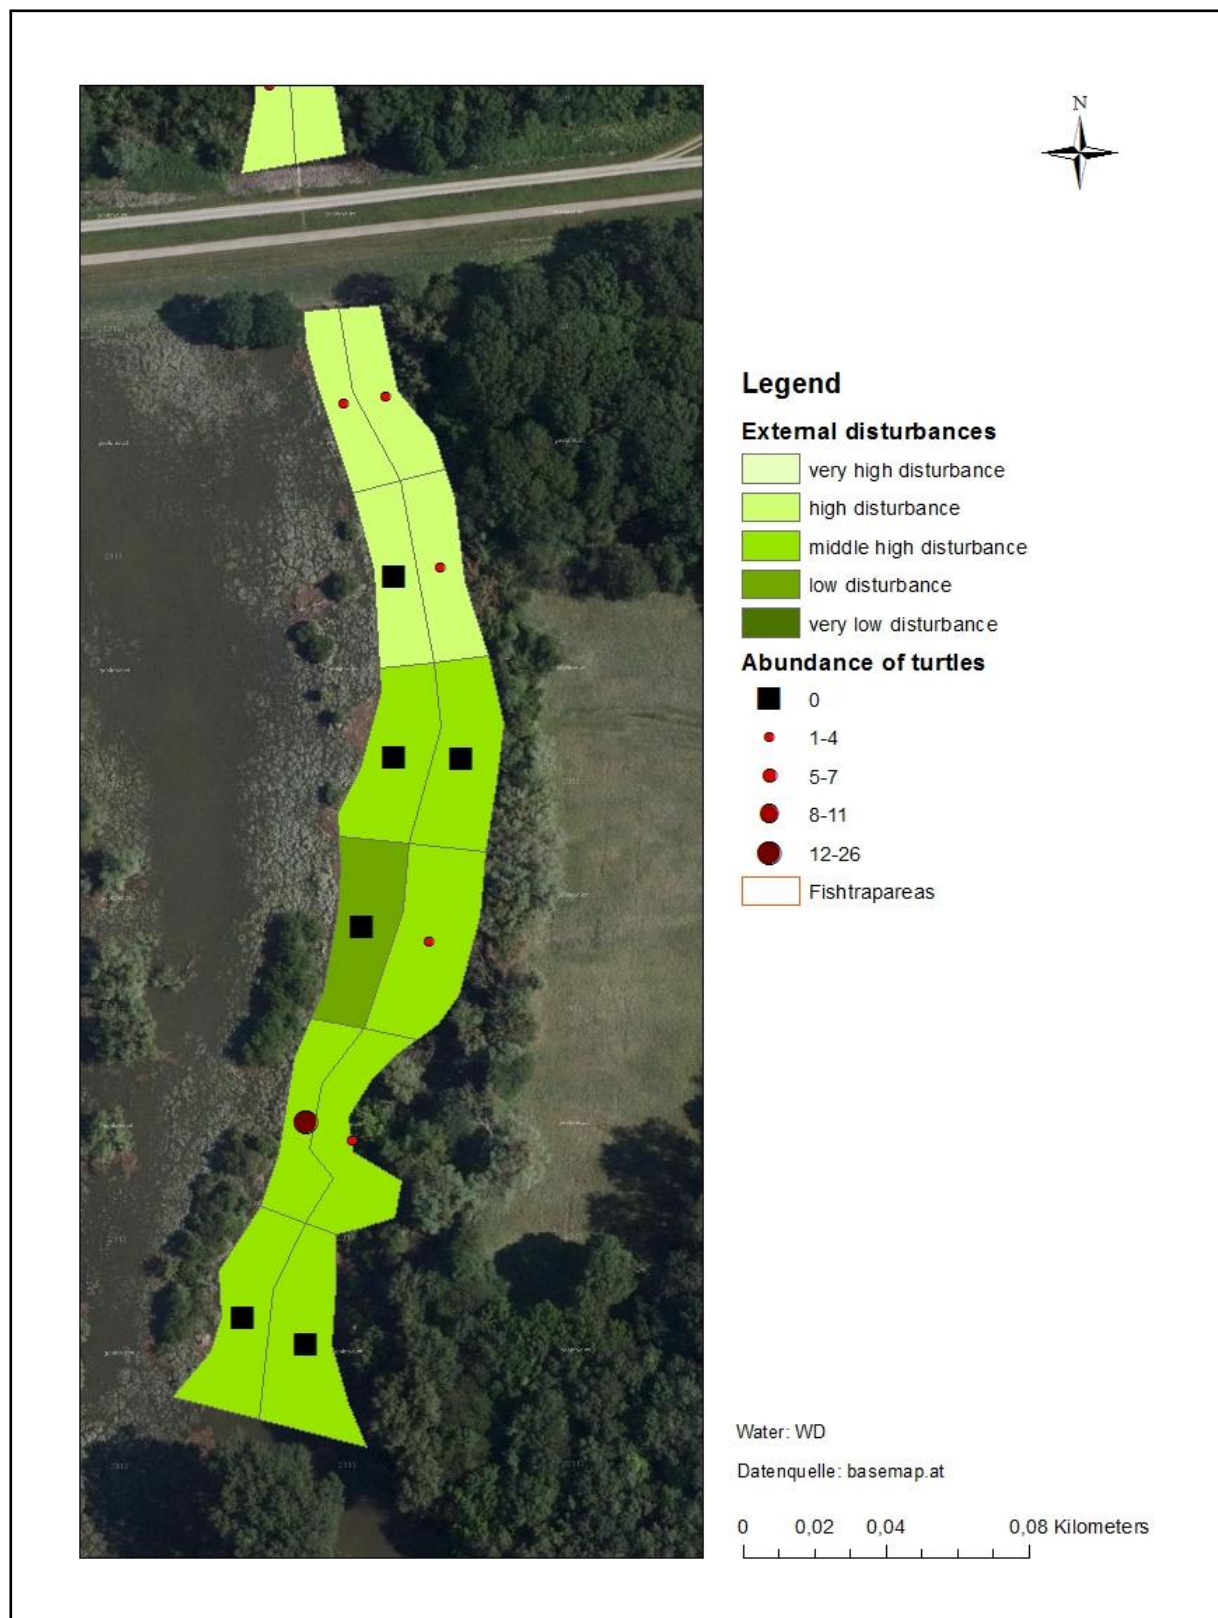 N
Legend
External disturbances
very high disturbance
high disturbance
middle high disturbance
low disturbance
very low disturbance
Abundance of turtles
0
1-4
5-7
8-11
12-26
Fishtrapareas
Water: WD
Datenquelle: basemap.at
0 0,02 0,04 0,08 Kilometers